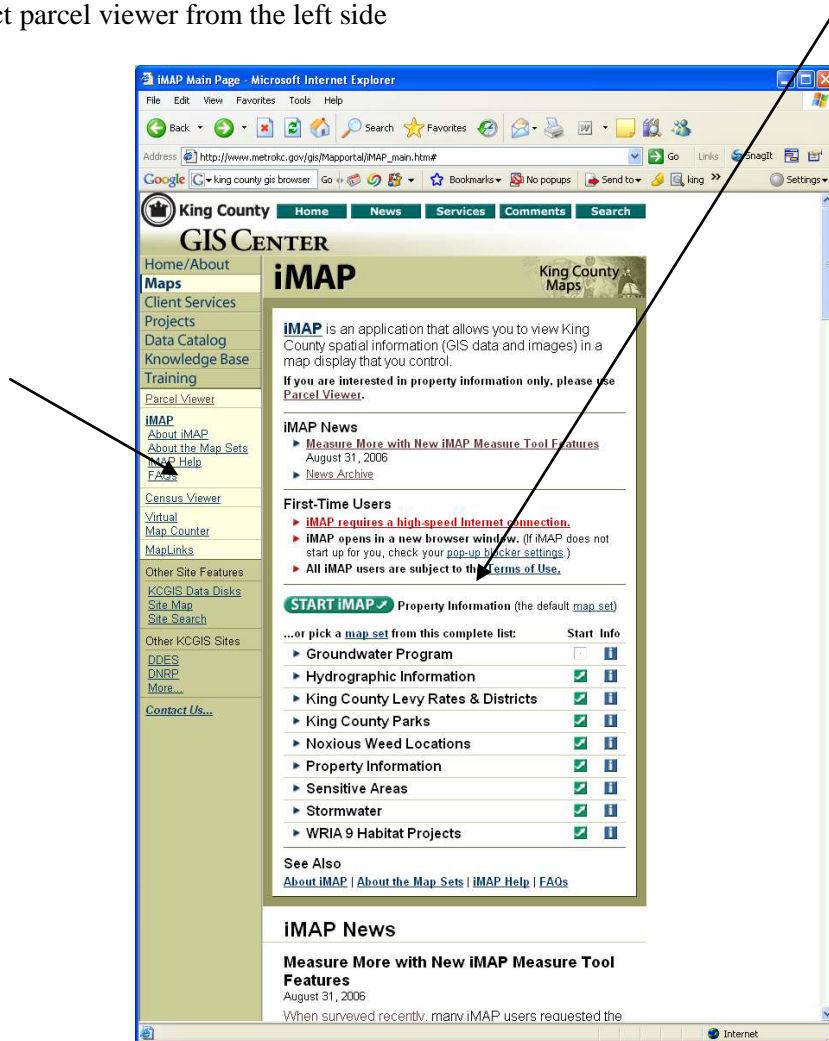 ct parcel viewer from the left side
iMAP Main Page - Microsoft Internet Explorer
File Edit View Favorites Tools Help
Back Search Favorites
Address http://www.metrokc.gov/gis/Mapportal/iMAP_main.htm# Go Links SnagIt
Google king county gis browser Go Bookmarks No popups Send to king Settings
King County Home News Services Comments Search
GIS CENTER
Home/About
Maps
Client Services
Projects
Data Catalog
Knowledge Base
Training
Parcel Viewer
iMAP
About iMAP
About the Map Sets
iMAP Help
FAQs
Census Viewer
Virtual
Map Counter
MapLinks
Other Site Features
KCGIS Data Disks
Site Map
Site Search
Other KCGIS Sites
DDES
DNRP
More...
Contact Us...
iMAP
King County
Maps
iMAP is an application that allows you to view King
County spatial information (GIS data and images) in a
map display that you control.
If you are interested in property information only, please use
Parcel Viewer.
iMAP News
Measure More with New iMAP Measure Tool Features
August 31, 2006
News Archive
First-Time Users
iMAP requires a high-speed Internet connection.
iMAP opens in a new browser window. (If iMAP does not
start up for you, check your pop-up blocker settings.)
All iMAP users are subject to the Terms of Use.
START iMAP Property Information (the default map set)
...or pick a map set from this complete list: Start Info
Groundwater Program
Hydrographic Information
King County Levy Rates & Districts
King County Parks
Noxious Weed Locations
Property Information
Sensitive Areas
Stormwater
WRIA 9 Habitat Projects
See Also
About iMAP | About the Map Sets | iMAP Help | FAQs
iMAP News
Measure More with New iMAP Measure Tool
Features
August 31, 2006
When surveyed recently, many iMAP users requested the
Internet